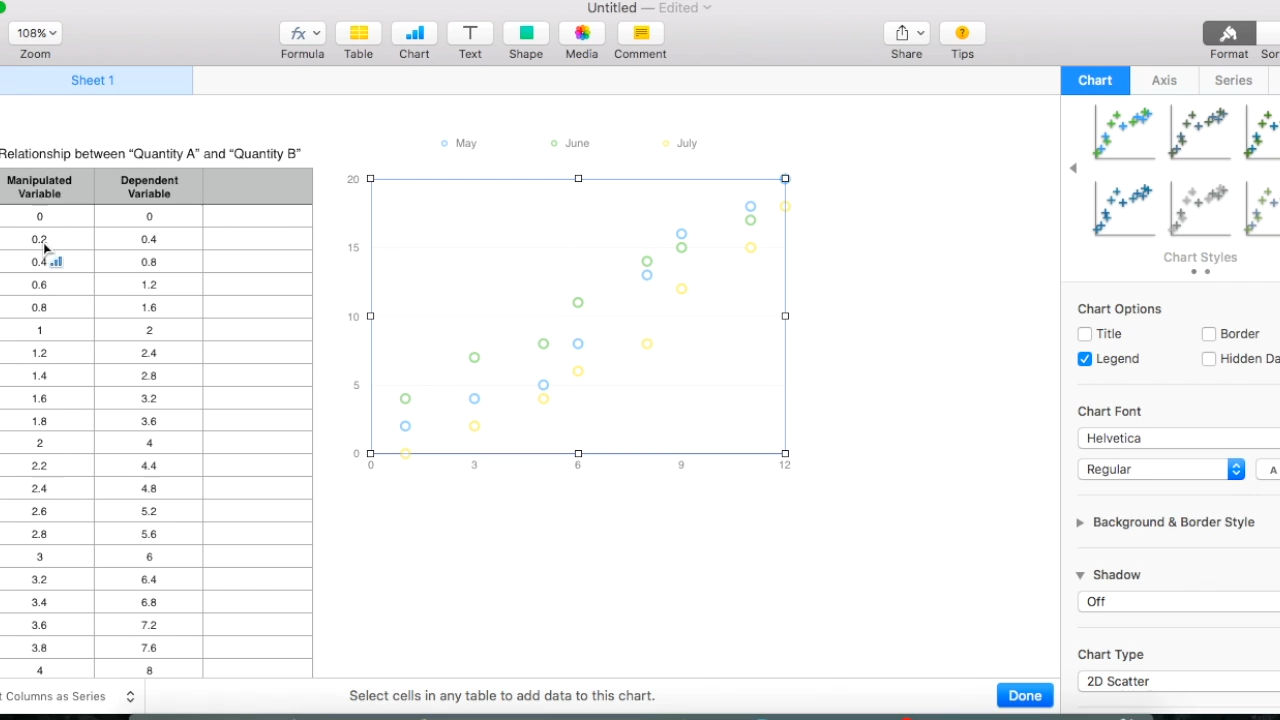 Untitled — Edited
108%
Zoom
Formula
Table
Chart
Text
Shape
Media
Comment
Share
Tips
Format
Sor
Sheet 1
Chart
Axis
Series
Relationship between “Quantity A” and “Quantity B”
Manipulated Variable
Dependent Variable
0 0
0.2 0.4
0.4 0.8
0.6 1.2
0.8 1.6
1 2
1.2 2.4
1.4 2.8
1.6 3.2
1.8 3.6
2 4
2.2 4.4
2.4 4.8
2.6 5.2
2.8 5.6
3 6
3.2 6.4
3.4 6.8
3.6 7.2
3.8 7.6
4 8
May June July
20
15
10
5
0
0 3 6 9 12
Chart Styles
Chart Options
Title Border
Legend Hidden Da
Chart Font
Helvetica
Regular A
Background & Border Style
Shadow
Off
Chart Type
2D Scatter
t Columns as Series
Select cells in any table to add data to this chart.
Done